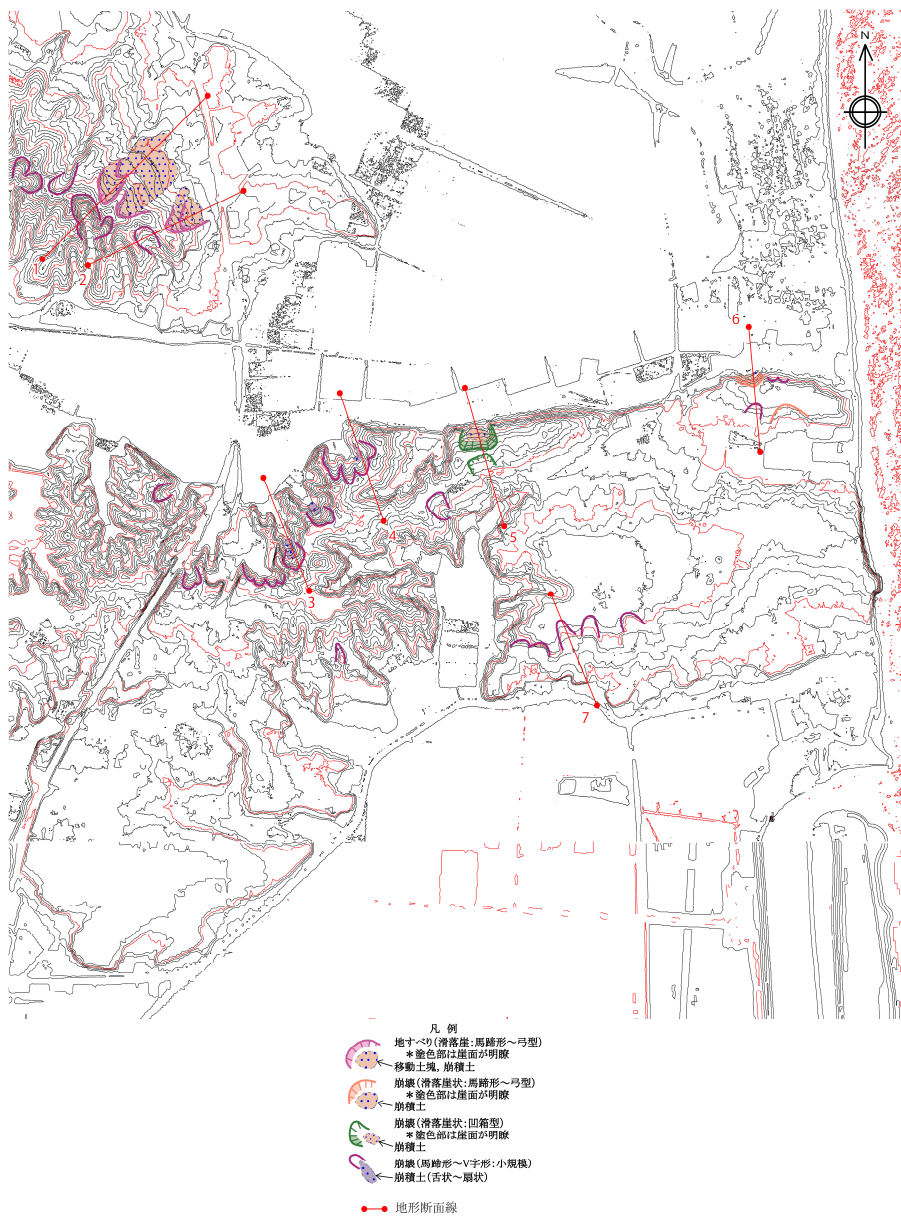 N
1
2
6
4
5
3
7
凡 例
地すべり(滑落崖:馬蹄形～弓型)
＊塗色部は崖面が明瞭
移動土塊, 崩積土
崩壊(滑落崖状:馬蹄形～弓型)
＊塗色部は崖面が明瞭
崩積土
崩壊(滑落崖状:凹箱型)
＊塗色部は崖面が明瞭
崩積土
崩壊(馬蹄形～V字形:小規模)
崩積土(舌状～扇状)
地形断面線